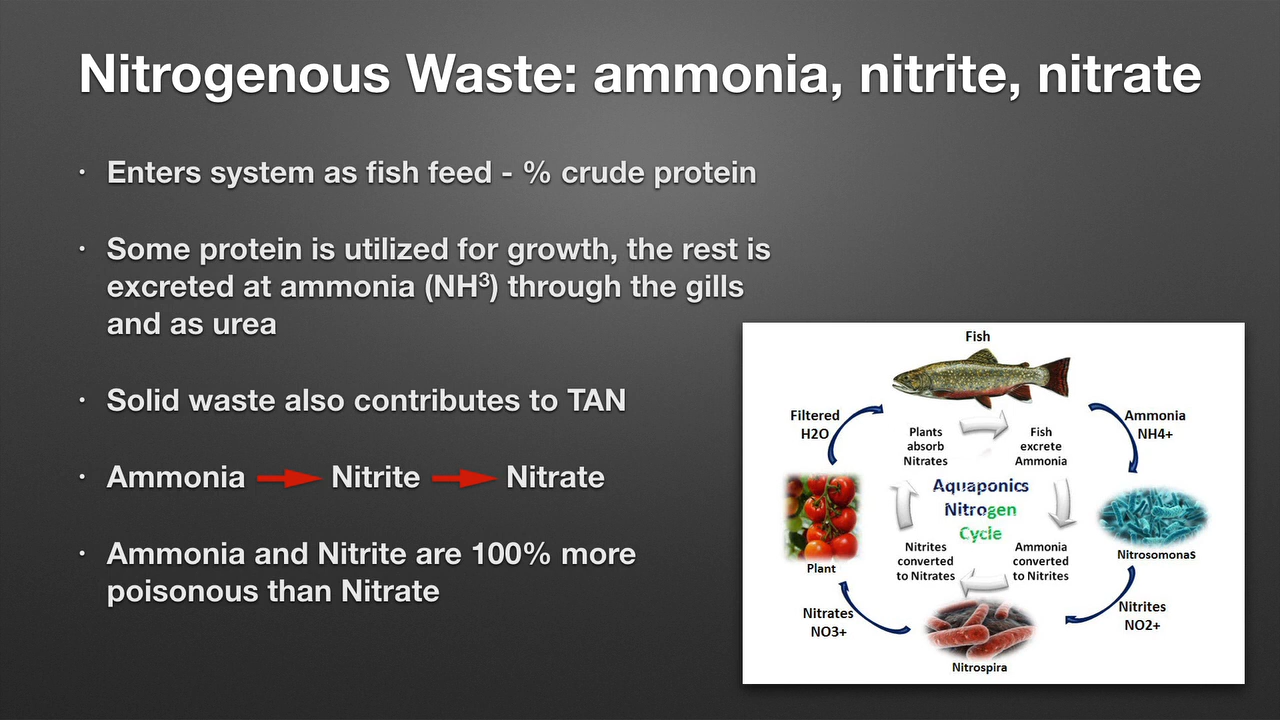 Nitrogenous Waste: ammonia, nitrite, nitrate
· Enters system as fish feed - % crude protein
· Some protein is utilized for growth, the rest is
excreted at ammonia (NH³) through the gills
and as urea
· Solid waste also contributes to TAN
· Ammonia Nitrite Nitrate
· Ammonia and Nitrite are 100% more
poisonous than Nitrate
Fish
Filtered
H2O
Ammonia
NH4+
Plants
absorb
Nitrates
Fish
excrete
Ammonia
Aquaponics
Nitrogen
Cycle
Nitrites
converted
to Nitrates
Ammonia
converted
to Nitrites
Plant
Nitrosomonas
Nitrates
NO3+
Nitrites
NO2+
Nitrospira